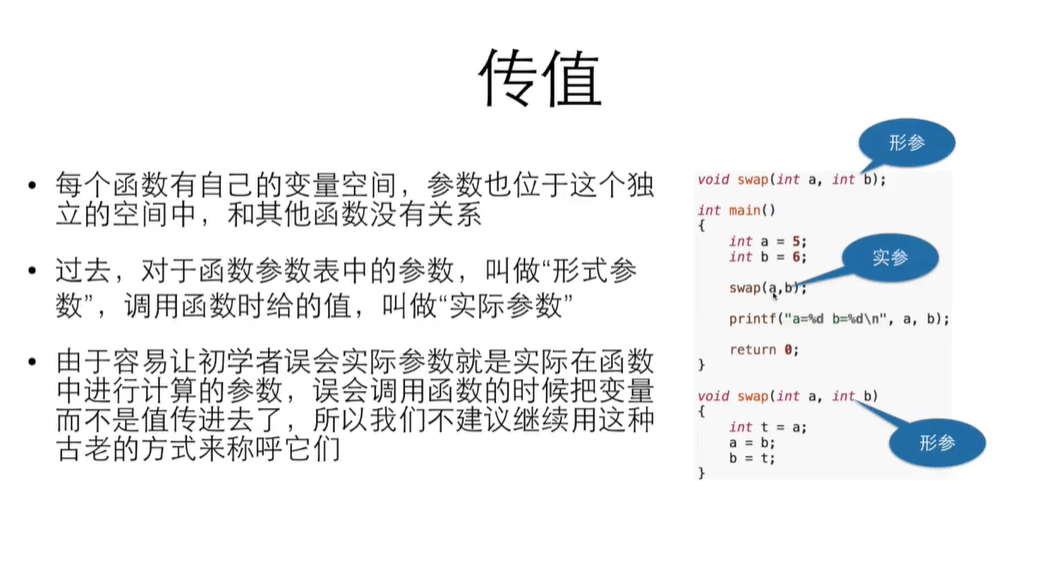 传值
• 每个函数有自己的变量空间，参数也位于这个独
立的空间中，和其他函数没有关系
• 过去，对于函数参数表中的参数，叫做“形式参
数”，调用函数时给的值，叫做“实际参数”
• 由于容易让初学者误会实际参数就是实际在函数
中进行计算的参数，误会调用函数的时候把变量
而不是值传进去了，所以我们不建议继续用这种
古老的方式来称呼它们
形参
void swap(int a, int b);
int main()
{
int a = 5;
int b = 6;
实参
swap(a,b);
printf("a=%d b=%d\n", a, b);
return 0;
}
void swap(int a, int b)
{
int t = a;
a = b;
b = t;
}
形参